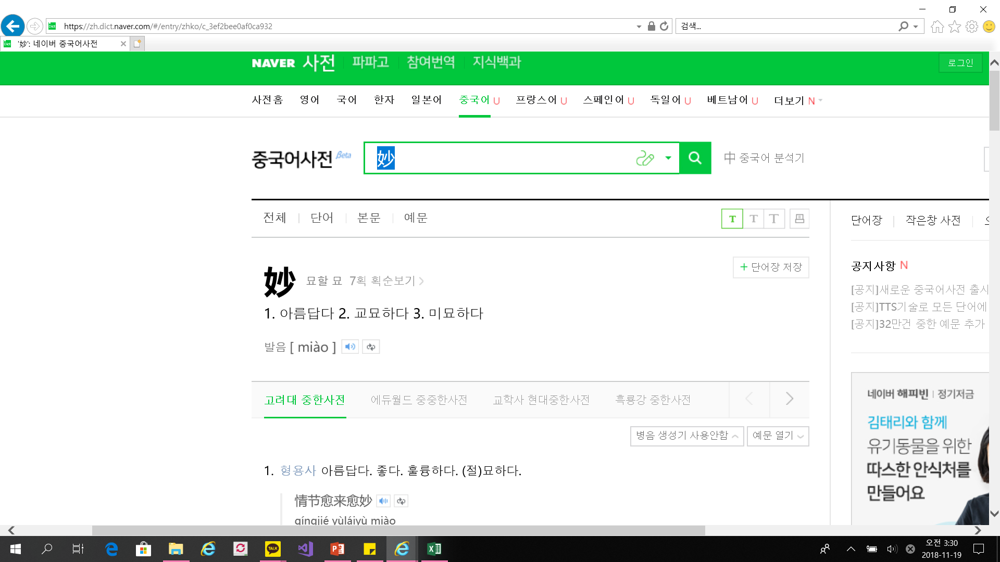 https://zh.dict.naver.com/#/entry/zhko/c_3ef2bee0af0ca932
검색...
'妙': 네이버 중국어사전
NAVER 사전 파파고 참여번역 지식백과
로그인
사전홈 영어 국어 한자 일본어 중국어 U 프랑스어 U 스페인어 U 독일어 U 베트남어 U 더보기 N
중국어사전 Beta
妙
中 중국어 분석기
전체 단어 본문 예문
T T T
단어장 작은창 사전
妙 묘할 묘 7획 획순보기
+ 단어장 저장
1. 아름답다 2. 교묘하다 3. 미묘하다
발음 [ miào ]
공지사항 N
[공지]새로운 중국어사전 출시
[공지]TTS기술로 모든 단어에
[공지]32만건 중한 예문 추가
고려대 중한사전 에듀월드 중중한사전 교학사 현대중한사전 흑룡강 중한사전
병음 생성기 사용안함 예문 열기
1. 형용사 아름답다. 좋다. 훌륭하다. (절)묘하다.
情节愈来愈妙
qíngjié yùláiyù miào
네이버 해피빈 | 정기저금
김태리와 함께
유기동물을 위한
따스한 안식처를
만들어요
TALK
오전 3:30
2018-11-19